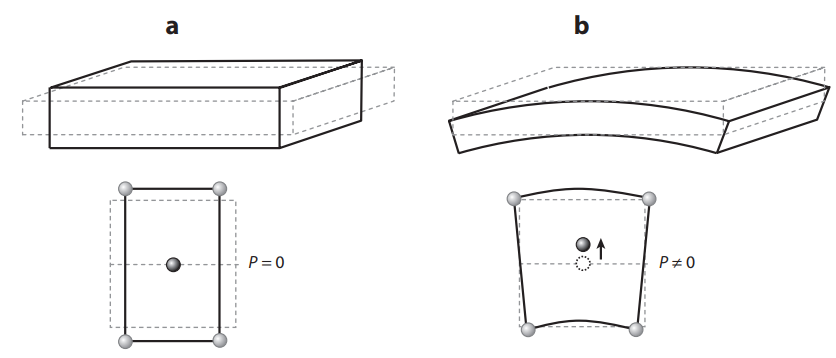 a
b
P = 0
P ≠ 0